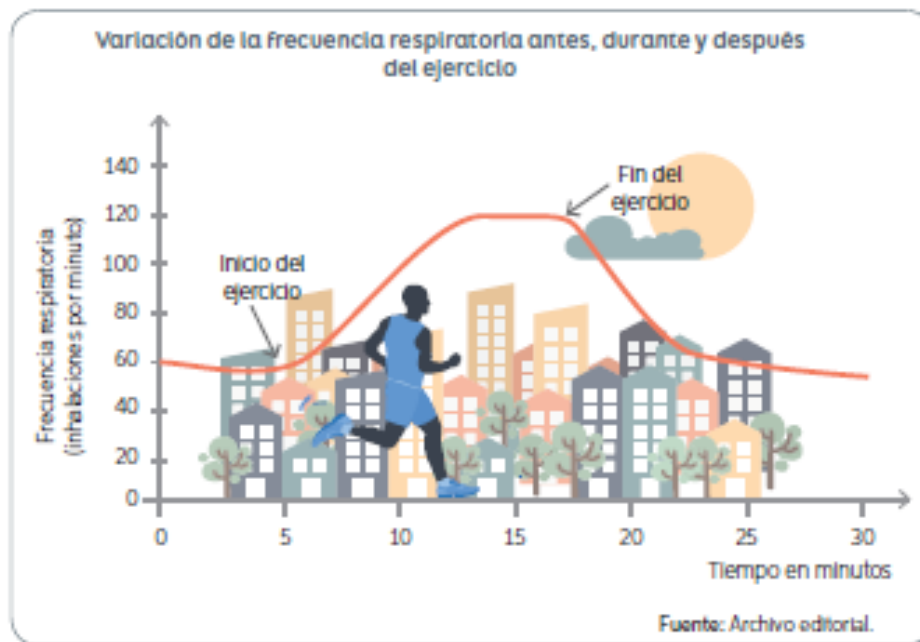 Variación de la frecuencia respiratoria antes, durante y después
del ejercicio
Frecuencia respiratoria
(inhalaciones por minuto)
140
120
100
80
60
40
20
0
Inicio del
ejercicio
Fin del
ejercicio
0 5 10 15 20 25 30
Tiempo en minutos
Fuente: Archivo editorial.